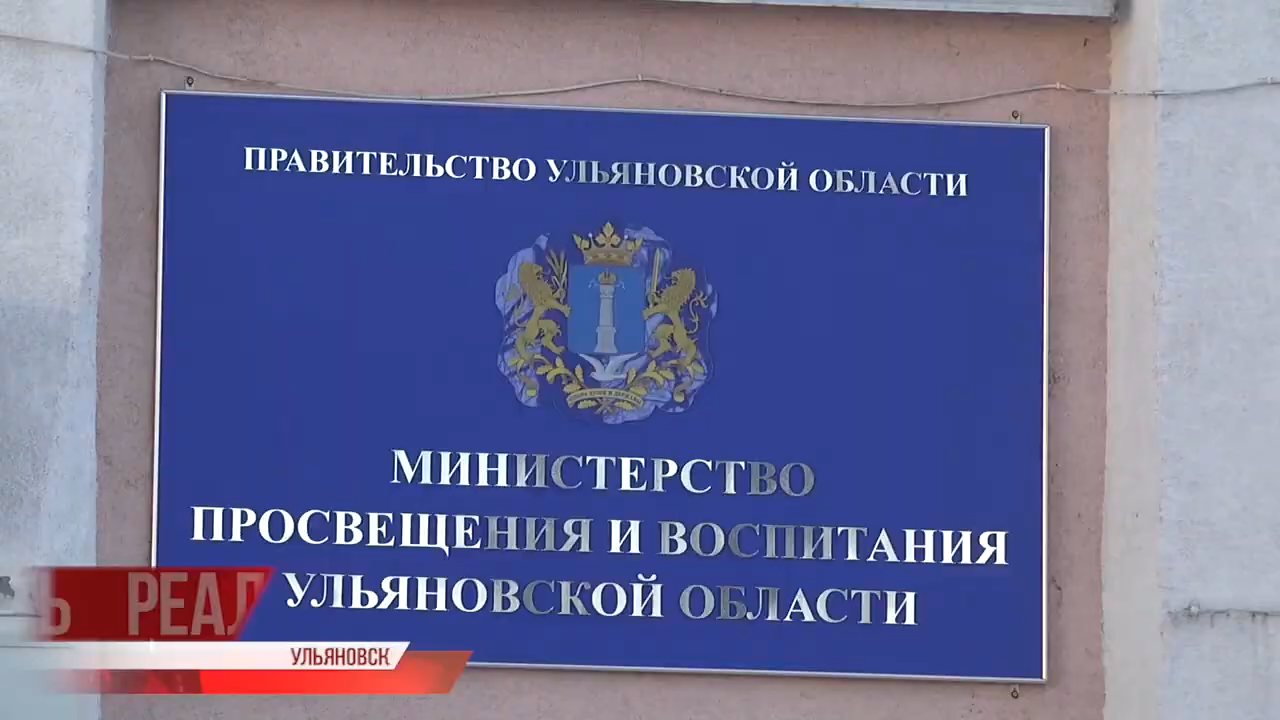 ПРАВИТЕЛЬСТВО УЛЬЯНОВСКОЙ ОБЛАСТИ
МИНИСТЕРСТВО
ПРОСВЕЩЕНИЯ И ВОСПИТАНИЯ
УЛЬЯНОВСКОЙ ОБЛАСТИ
Ь РЕАЛ
УЛЬЯНОВСК